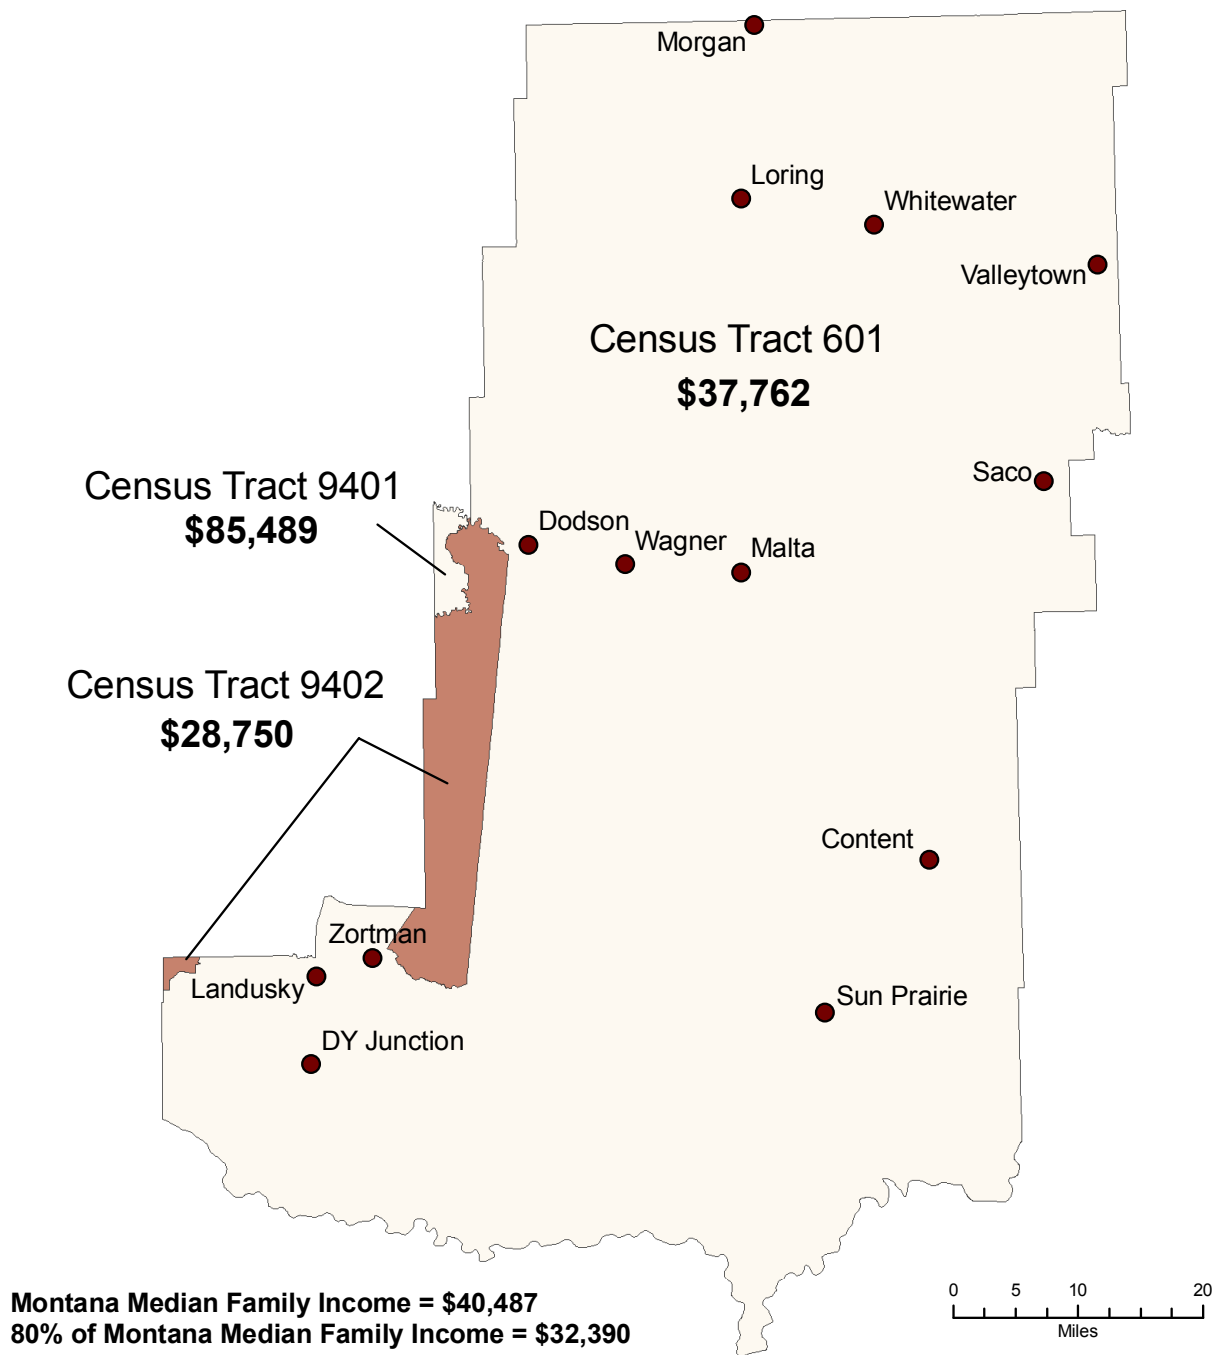 Morgan
Loring
Whitewater
Valleytown
Census Tract 601
$37,762
Saco
Census Tract 9401
$85,489
Dodson
Wagner
Malta
Census Tract 9402
$28,750
Content
Zortman
Landusky
Sun Prairie
DY Junction
0 5 10 20
Miles
Montana Median Family Income = $40,487
80% of Montana Median Family Income = $32,390